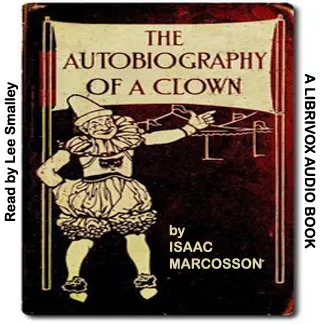 THE
AUTOBIOGRAPHY
OF A CLOWN
by
ISAAC
MARCOSSON
Read by Lee Smalley
A LIBRIVOX AUDIO BOOK